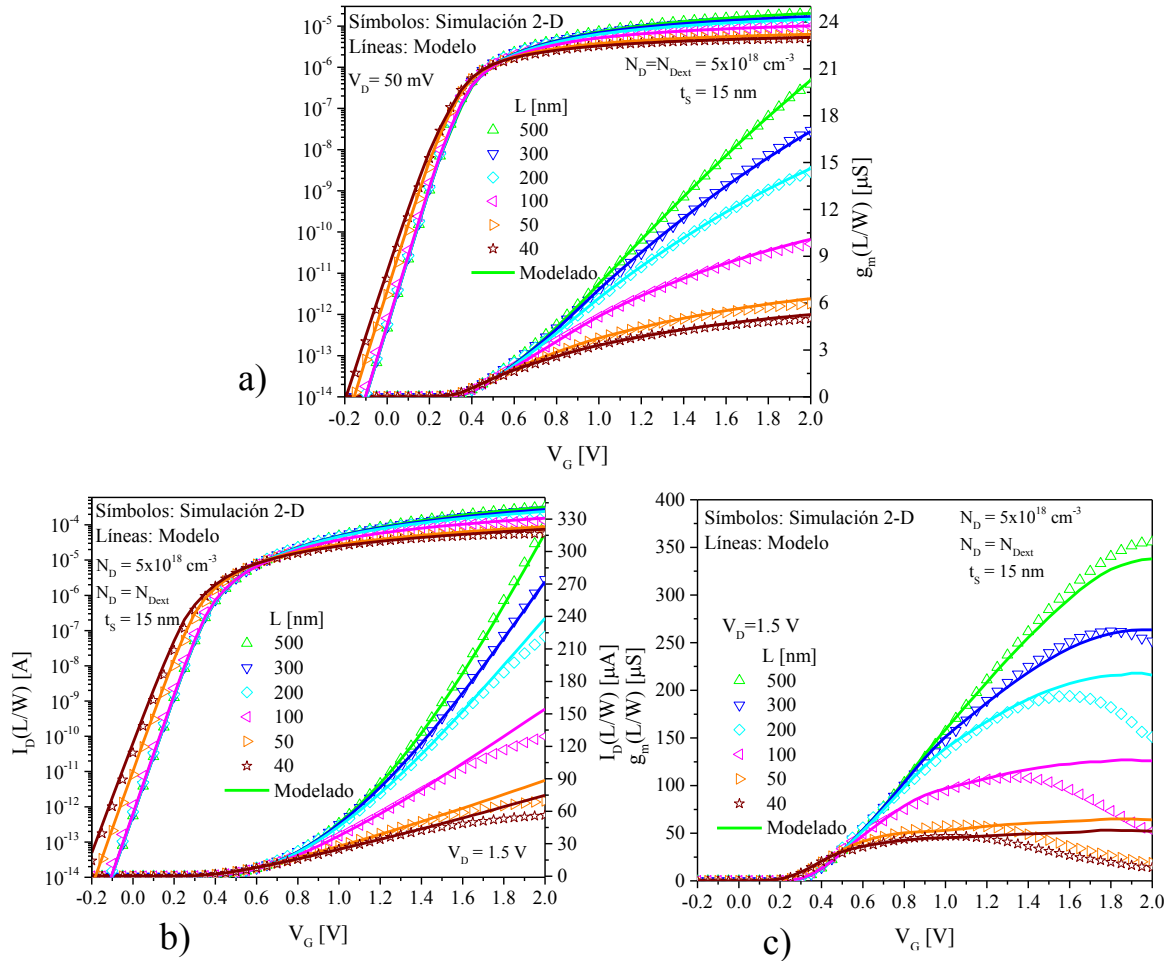 Símbolos: Simulación 2-D
Líneas: Modelo
V_D= 50 mV
N_D=N_Dext = 5x10^18 cm^-3
t_S = 15 nm
L [nm]
500
300
200
100
50
40
Modelado
10^-5
10^-6
10^-7
10^-8
10^-9
10^-10
10^-11
10^-12
10^-13
10^-14
24
21
18
15
12
9
6
3
0
g_m(L/W) [µS]
-0.2 0.0 0.2 0.4 0.6 0.8 1.0 1.2 1.4 1.6 1.8 2.0
V_G [V]
a)
Símbolos: Simulación 2-D
Líneas: Modelo
N_D = 5x10^18 cm^-3
N_D = N_Dext
t_S = 15 nm
L [nm]
500
300
200
100
50
40
Modelado
V_D = 1.5 V
I_D(L/W) [A]
10^-4
10^-5
10^-6
10^-7
10^-8
10^-9
10^-10
10^-11
10^-12
10^-13
10^-14
330
300
270
240
210
180
150
120
90
60
30
0
I_D(L/W) [µA]
-0.2 0.0 0.2 0.4 0.6 0.8 1.0 1.2 1.4 1.6 1.8 2.0
V_G [V]
b)
Símbolos: Simulación 2-D
Líneas: Modelo
N_D = 5x10^18 cm^-3
N_D = N_Dext
t_S = 15 nm
V_D=1.5 V
L [nm]
500
300
200
100
50
40
Modelado
g_m(L/W) [µS]
400
350
300
250
200
150
100
50
0
-0.2 0.0 0.2 0.4 0.6 0.8 1.0 1.2 1.4 1.6 1.8 2.0
V_G [V]
c)